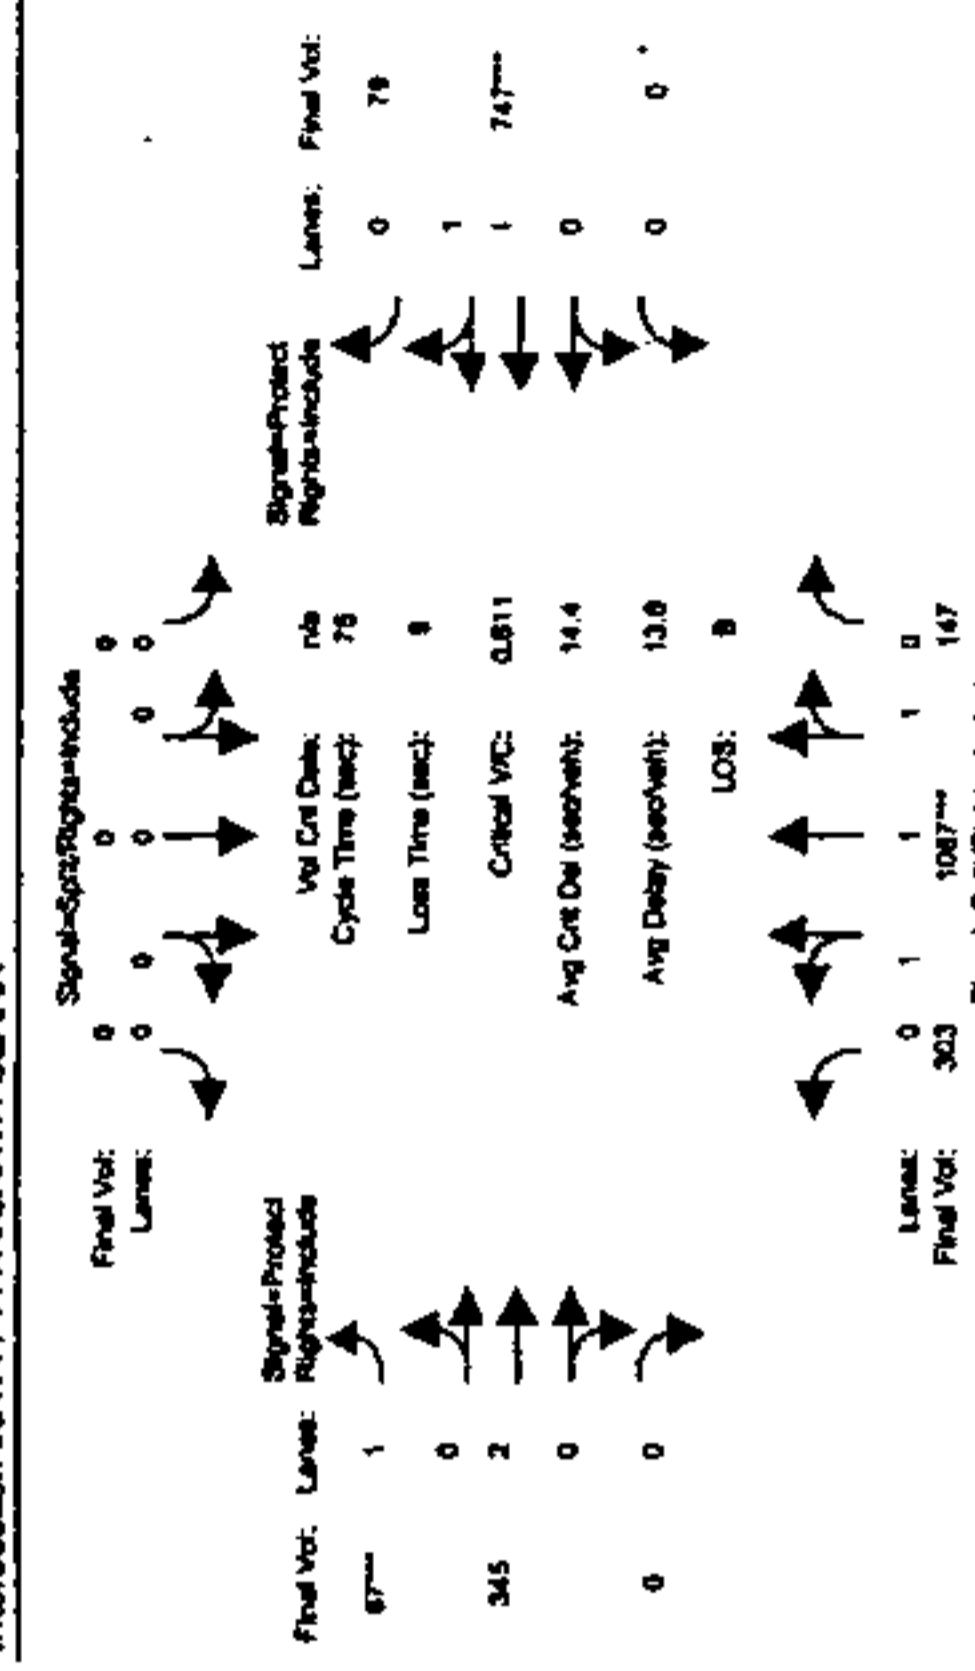 Signal=Split/Rights=Include
Final Vol: 0 0 0
Lanes: 0 0 0 0 0
Signal=Protect
Rights=Include
Signal=Protect
Rights=Include
Final Vol: Lanes:
Lanes: Final Vol:
67*** 1
0
345 2
0
0 0
Vol Cnt Date: n/a
Cycle Time (sec): 75
Loss Time (sec): 9
Critical V/C: 0.611
Avg Crit Del (sec/veh): 14.4
Avg Delay (sec/veh): 13.6
LOS: B
0 79
1
1 747***
0
0 0
Lanes: 0 1 1 1 0
Final Vol: 303 1087*** 147